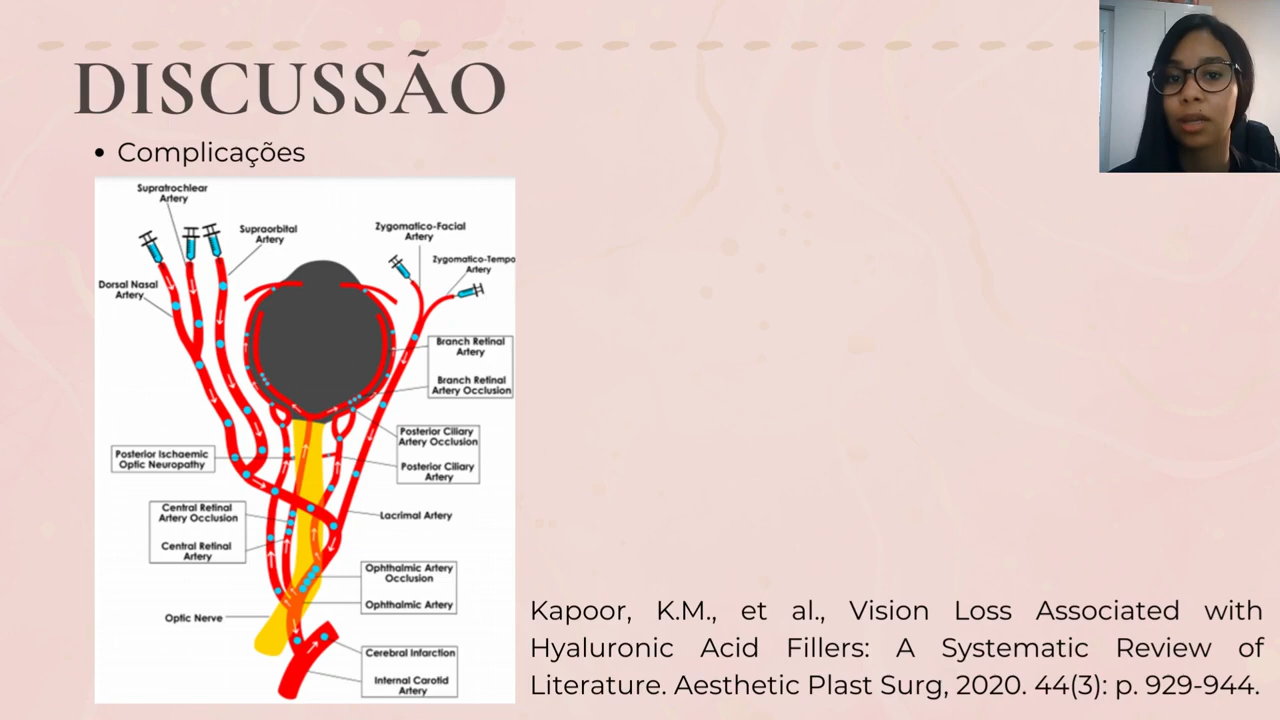 DISCUSSÃO
• Complicações
Supratrochlear
Artery
Supraorbital
Artery
Zygomatico-Facial
Artery
Zygomatico-Tempo
Artery
Dorsal Nasal
Artery
Branch Retinal
Artery
Branch Retinal
Artery Occlusion
Posterior Ciliary
Artery Occlusion
Posterior Ciliary
Artery
Posterior Ischaemic
Optic Neuropathy
Central Retinal
Artery Occlusion
Central Retinal
Artery
Lacrimal Artery
Ophthalmic Artery
Occlusion
Ophthalmic Artery
Optic Nerve
Cerebral Infarction
Internal Carotid
Artery
Kapoor, K.M., et al., Vision Loss Associated with
Hyaluronic Acid Fillers: A Systematic Review of
Literature. Aesthetic Plast Surg, 2020. 44(3): p. 929-944.